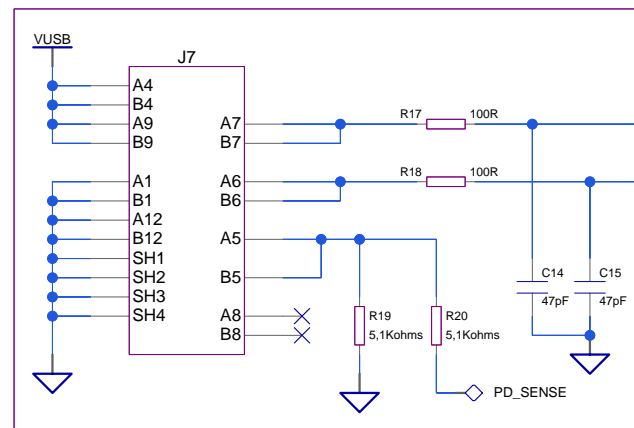 VUSB
J7
A4
B4
A9
B9
A1
B1
A12
B12
SH1
SH2
SH3
SH4
A7
B7
A6
B6
A5
B5
A8
B8
R17 100R
R18 100R
R19
5,1Kohms
R20
5,1Kohms
C14
47pF
C15
47pF
PD_SENSE